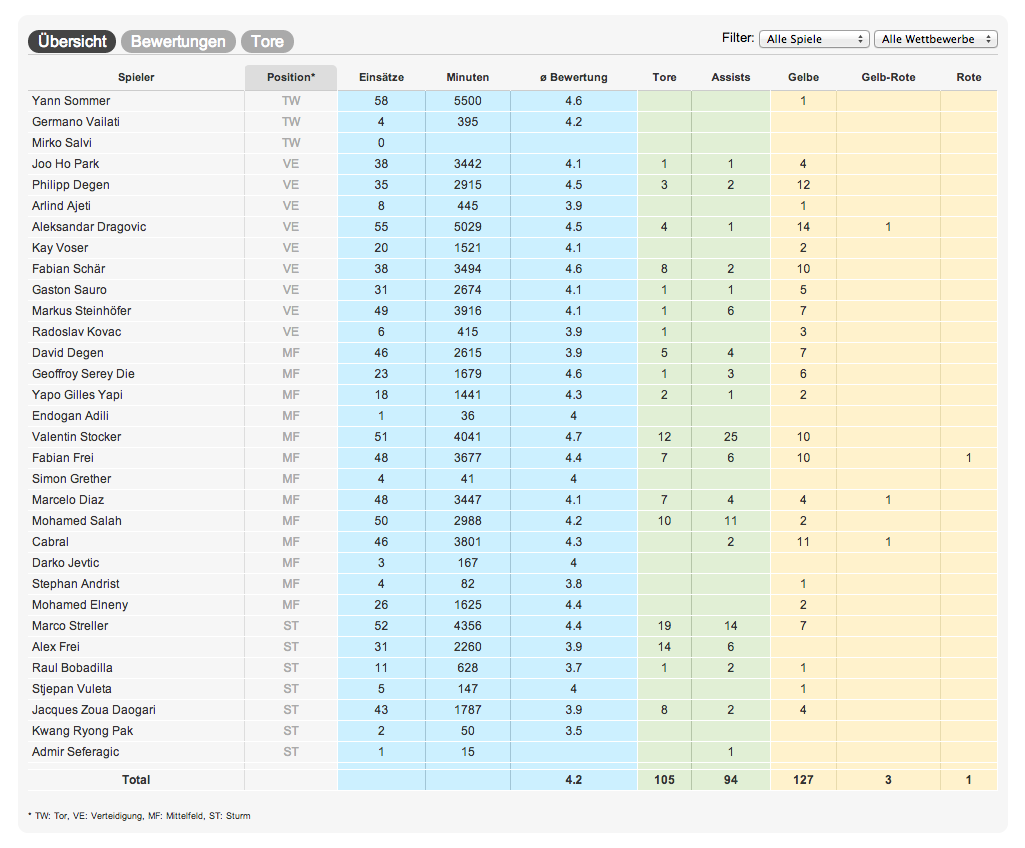 Übersicht Bewertungen Tore Filter: Alle Spiele Alle Wettbewerbe
Spieler Position* Einsätze Minuten ø Bewertung Tore Assists Gelbe Gelb-Rote Rote
Yann Sommer TW 58 5500 4.6 1
Germano Vailati TW 4 395 4.2
Mirko Salvi TW 0
Joo Ho Park VE 38 3442 4.1 1 1 4
Philipp Degen VE 35 2915 4.5 3 2 12
Arlind Ajeti VE 8 445 3.9 1
Aleksandar Dragovic VE 55 5029 4.5 4 1 14 1
Kay Voser VE 20 1521 4.1 2
Fabian Schär VE 38 3494 4.6 8 2 10
Gaston Sauro VE 31 2674 4.1 1 1 5
Markus Steinhöfer VE 49 3916 4.1 1 6 7
Radoslav Kovac VE 6 415 3.9 1 3
David Degen MF 46 2615 3.9 5 4 7
Geoffroy Serey Die MF 23 1679 4.6 1 3 6
Yapo Gilles Yapi MF 18 1441 4.3 2 1 2
Endogan Adili MF 1 36 4
Valentin Stocker MF 51 4041 4.7 12 25 10
Fabian Frei MF 48 3677 4.4 7 6 10 1
Simon Grether MF 4 41 4
Marcelo Diaz MF 48 3447 4.1 7 4 4 1
Mohamed Salah MF 50 2988 4.2 10 11 2
Cabral MF 46 3801 4.3 2 11 1
Darko Jevtic MF 3 167 4
Stephan Andrist MF 4 82 3.8 1
Mohamed Elneny MF 26 1625 4.4 2
Marco Streller ST 52 4356 4.4 19 14 7
Alex Frei ST 31 2260 3.9 14 6
Raul Bobadilla ST 11 628 3.7 1 2 1
Stjepan Vuleta ST 5 147 4 1
Jacques Zoua Daogari ST 43 1787 3.9 8 2 4
Kwang Ryong Pak ST 2 50 3.5
Admir Seferagic ST 1 15 1
Total 4.2 105 94 127 3 1
* TW: Tor, VE: Verteidigung, MF: Mittelfeld, ST: Sturm